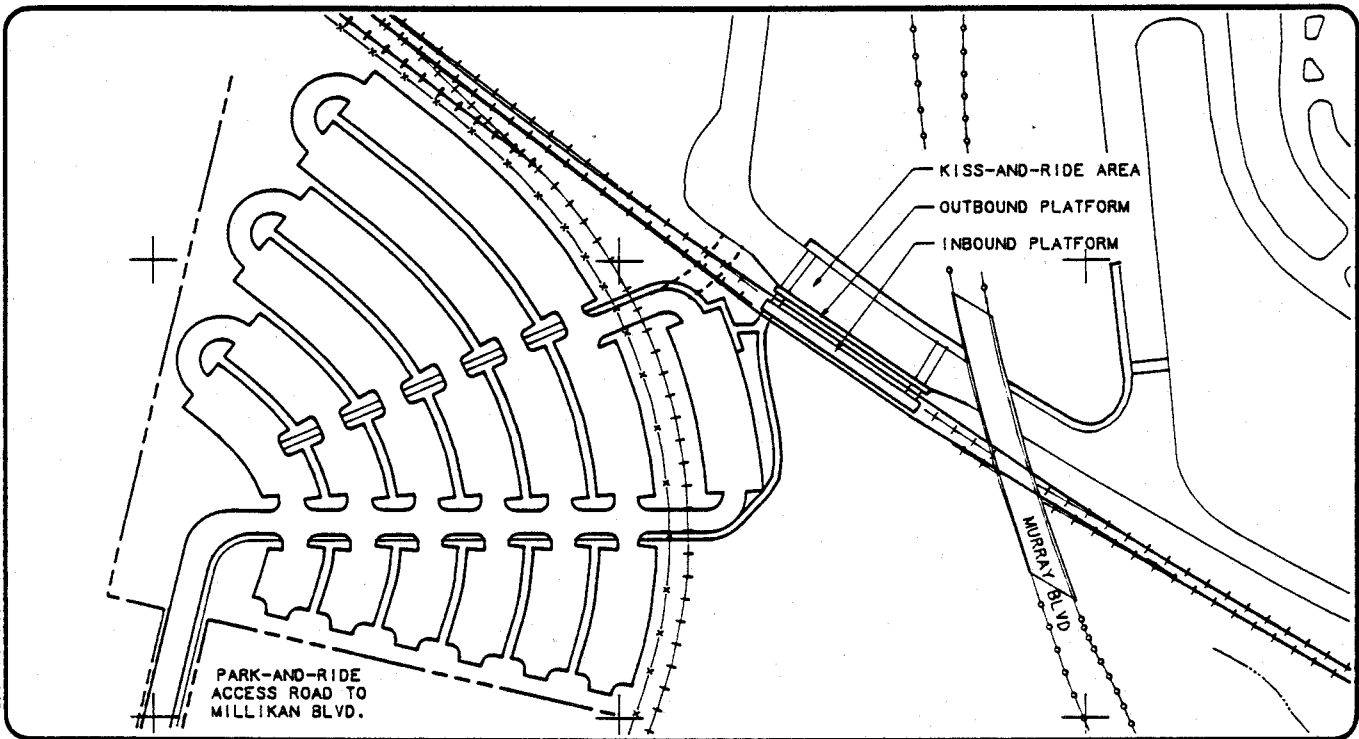 KISS-AND-RIDE AREA
OUTBOUND PLATFORM
INBOUND PLATFORM
MURRAY BLVD
PARK-AND-RIDE
ACCESS ROAD TO
MILLIKAN BLVD.